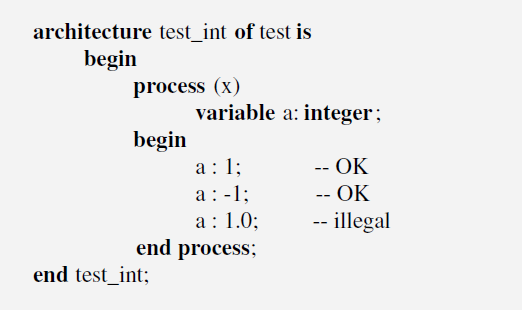 architecture test_int of test is
begin
process (x)
variable a: integer;
begin
a : 1; -- OK
a : -1; -- OK
a : 1.0; -- illegal
end process;
end test_int;